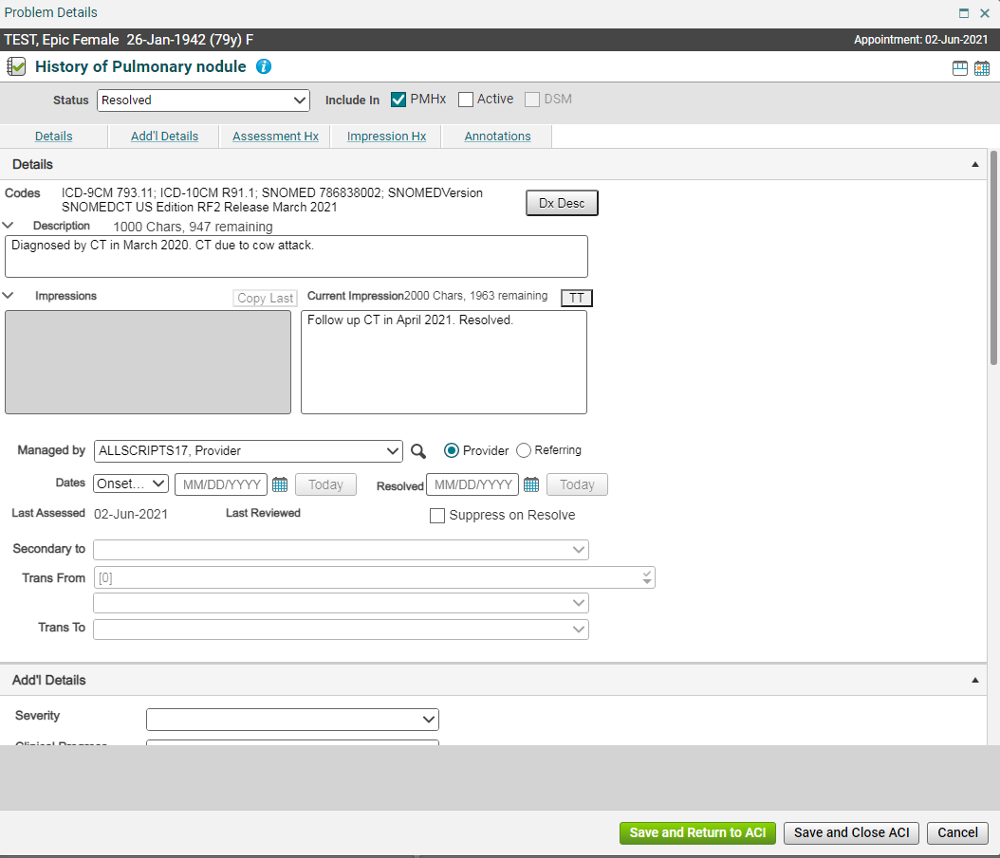 Problem Details
TEST, Epic Female 26-Jan-1942 (79y) F
Appointment: 02-Jun-2021
History of Pulmonary nodule
Status Resolved Include In PMHx Active DSM
Details Add'l Details Assessment Hx Impression Hx Annotations
Details
Codes ICD-9CM 793.11; ICD-10CM R91.1; SNOMED 786838002; SNOMEDVersion
SNOMEDCT US Edition RF2 Release March 2021
Dx Desc
Description 1000 Chars, 947 remaining
Diagnosed by CT in March 2020. CT due to cow attack.
Impressions Copy Last Current Impression2000 Chars, 1963 remaining TT
Follow up CT in April 2021. Resolved.
Managed by ALLSCRIPTS17, Provider Provider Referring
Dates Onset... MM/DD/YYYY Today Resolved MM/DD/YYYY Today
Last Assessed 02-Jun-2021 Last Reviewed Suppress on Resolve
Secondary to
Trans From [0]
Trans To
Add'l Details
Severity
Clinical Progress
Save and Return to ACI Save and Close ACI Cancel